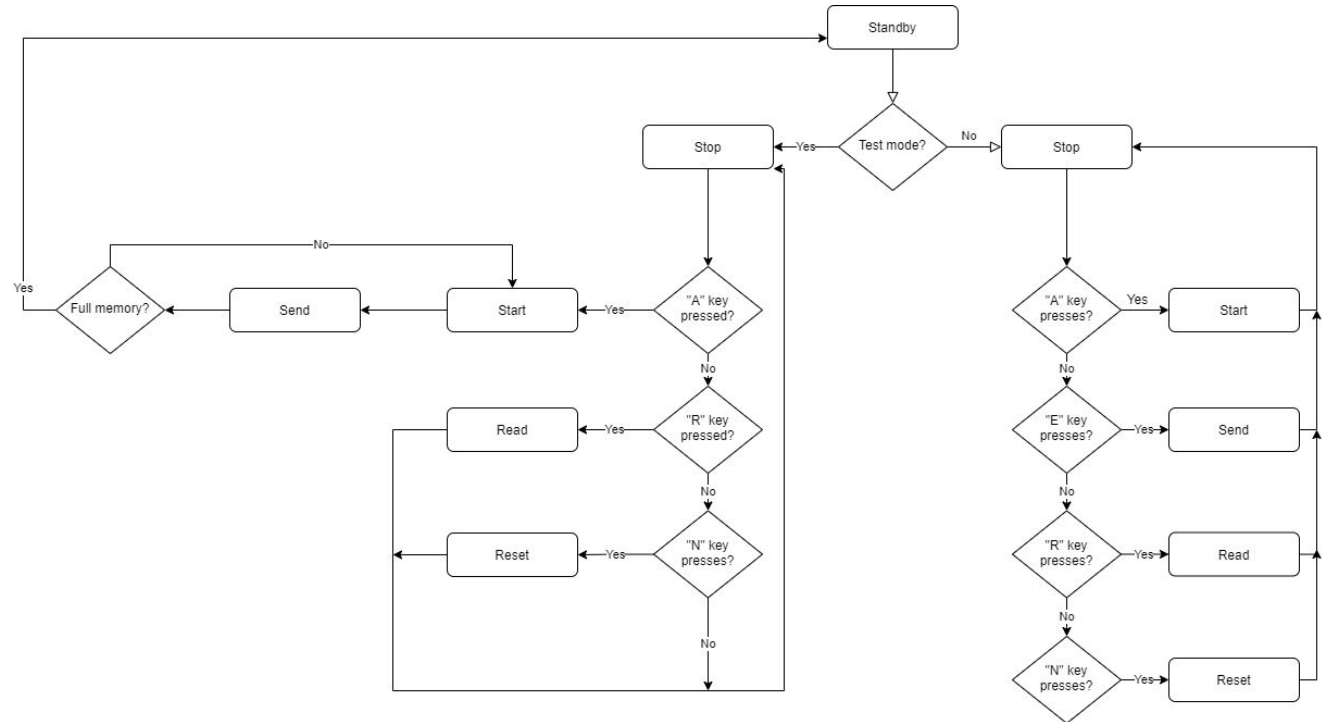 Standby
Test mode?
Yes
No
Stop
Stop
No
Yes
Full memory?
Send
Start
Yes
"A" key
pressed?
No
"A" key
presses?
Yes
Start
No
Read
Yes
"R" key
pressed?
No
"E" key
presses?
Yes
Send
No
Reset
Yes
"N" key
presses?
No
"R" key
presses?
Yes
Read
No
"N" key
presses?
Yes
Reset